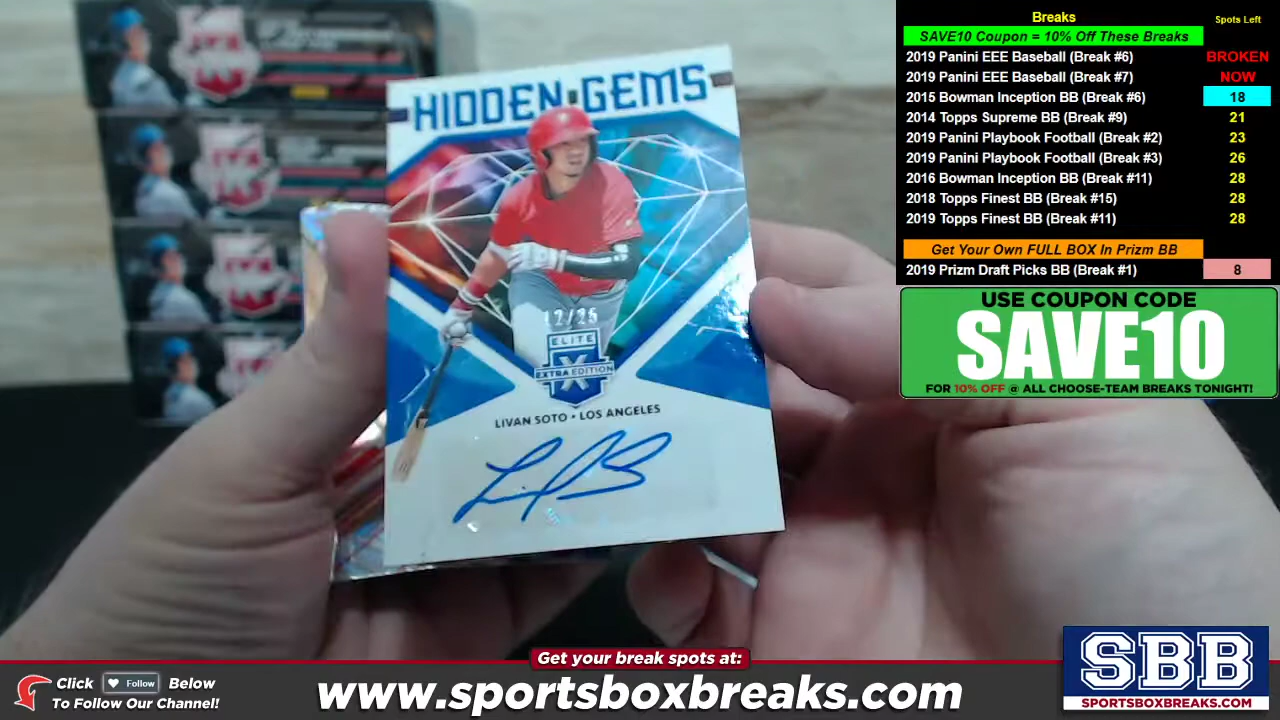 HIDDEN GEMS
12/25
ELITE
X
EXTRA EDITION
LIVAN SOTO • LOS ANGELES
Breaks
Spots Left
SAVE10 Coupon = 10% Off These Breaks
2019 Panini EEE Baseball (Break #6) BROKEN
2019 Panini EEE Baseball (Break #7) NOW
2015 Bowman Inception BB (Break #6) 18
2014 Topps Supreme BB (Break #9) 21
2019 Panini Playbook Football (Break #2) 23
2019 Panini Playbook Football (Break #3) 26
2016 Bowman Inception BB (Break #11) 28
2018 Topps Finest BB (Break #15) 28
2019 Topps Finest BB (Break #11) 28
Get Your Own FULL BOX In Prizm BB
2019 Prizm Draft Picks BB (Break #1) 8
USE COUPON CODE
SAVE10
FOR 10% OFF @ ALL CHOOSE-TEAM BREAKS TONIGHT!
Get your break spots at:
Click Follow Below
To Follow Our Channel!
www.sportsboxbreaks.com
SBB
SPORTSBOXBREAKS.COM